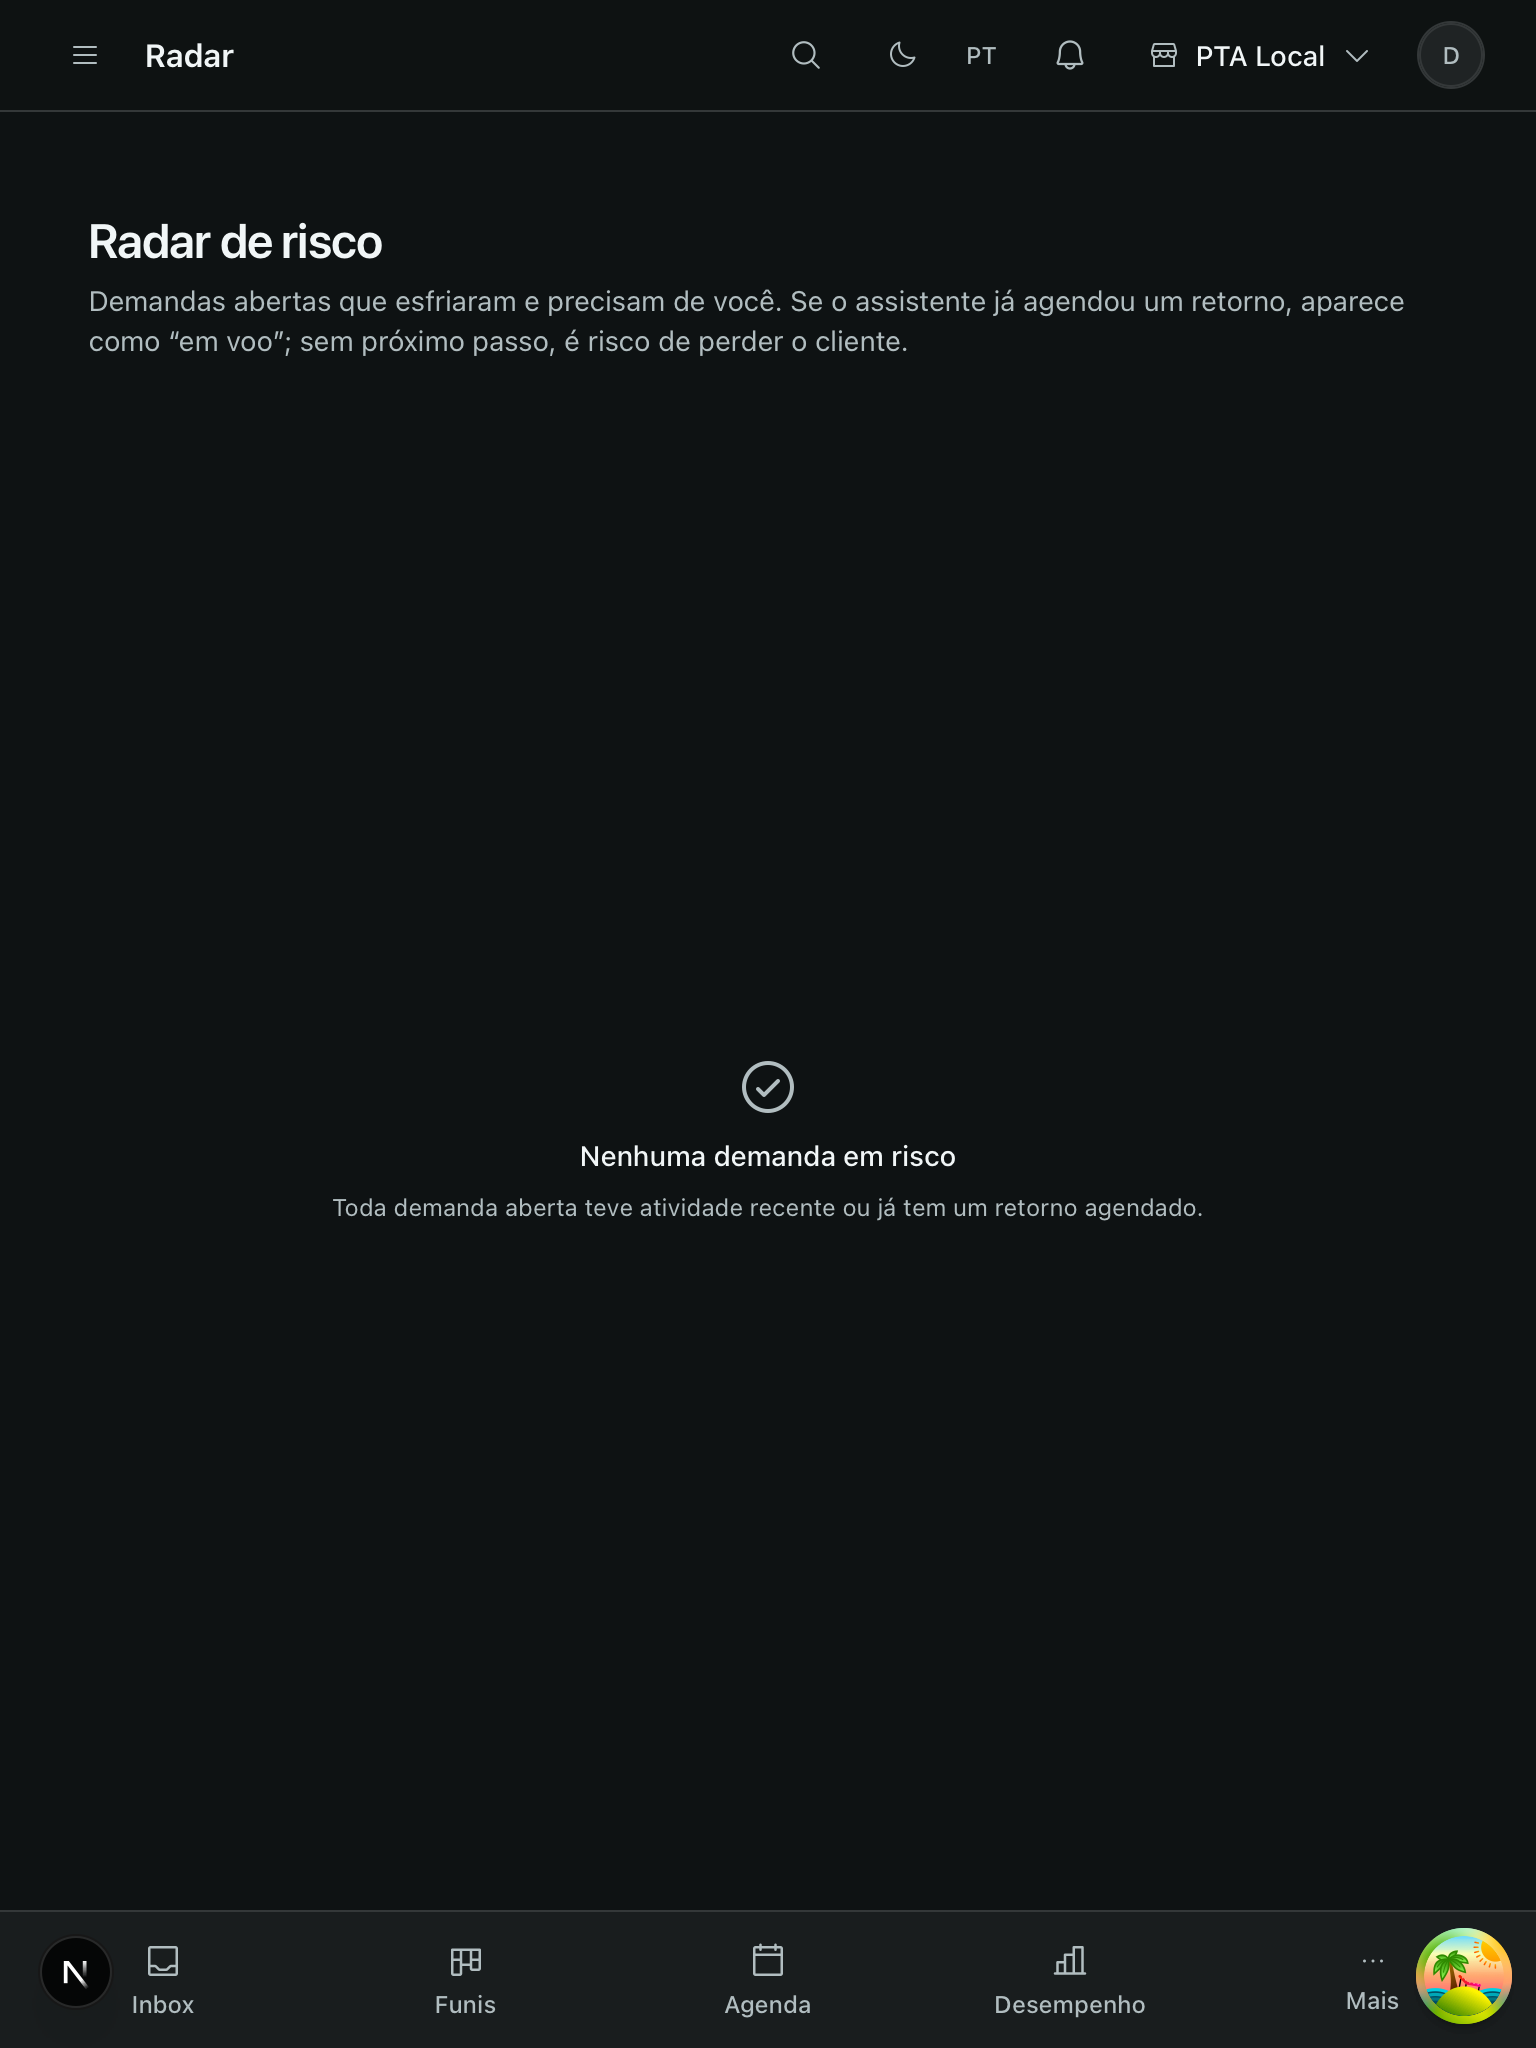 Radar
PT
PTA Local
D
Radar de risco
Demandas abertas que esfriaram e precisam de você. Se o assistente já agendou um retorno, aparece
como “em voo”; sem próximo passo, é risco de perder o cliente.
Nenhuma demanda em risco
Toda demanda aberta teve atividade recente ou já tem um retorno agendado.
N
Inbox
Funis
Agenda
Desempenho
Mais